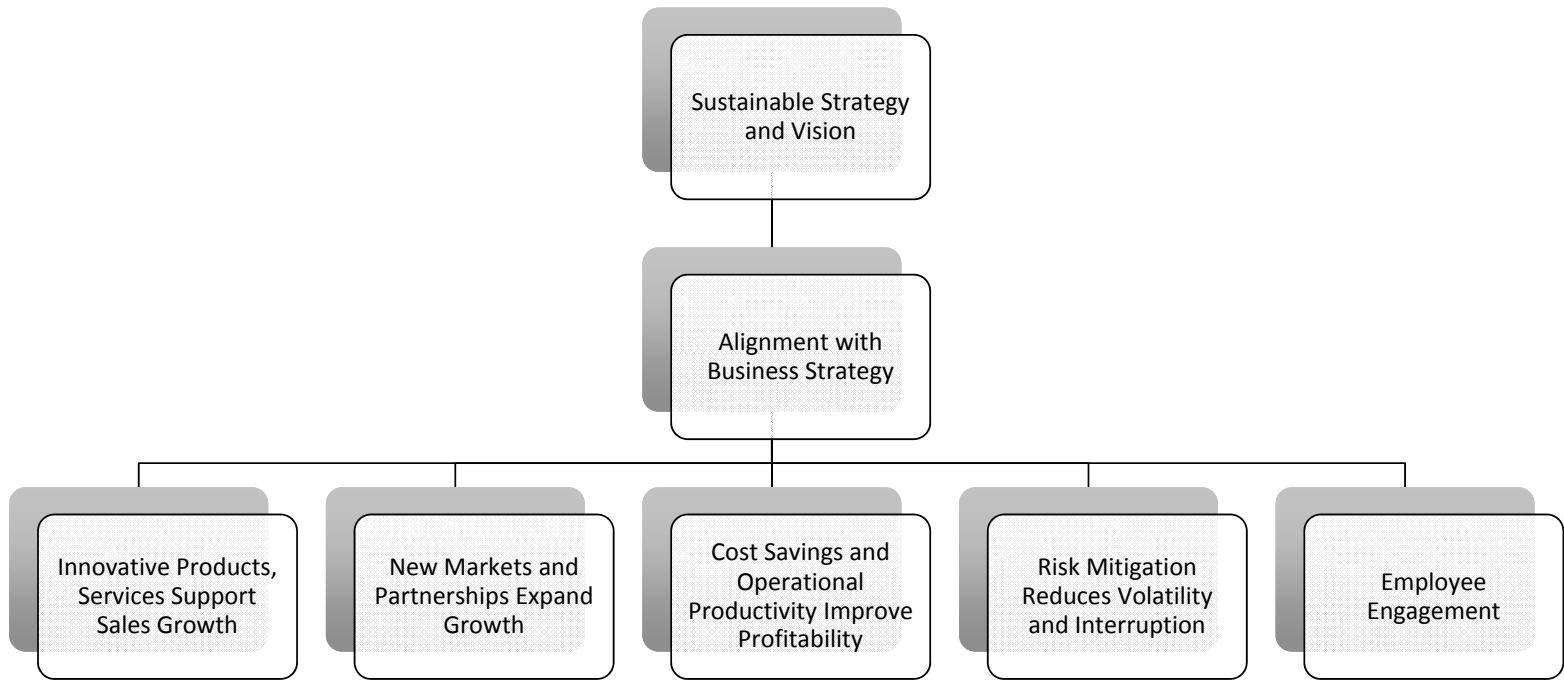 Sustainable Strategy
and Vision
Alignment with
Business Strategy
Innovative Products,
Services Support
Sales Growth
New Markets and
Partnerships Expand
Growth
Cost Savings and
Operational
Productivity Improve
Profitability
Risk Mitigation
Reduces Volatility
and Interruption
Employee
Engagement